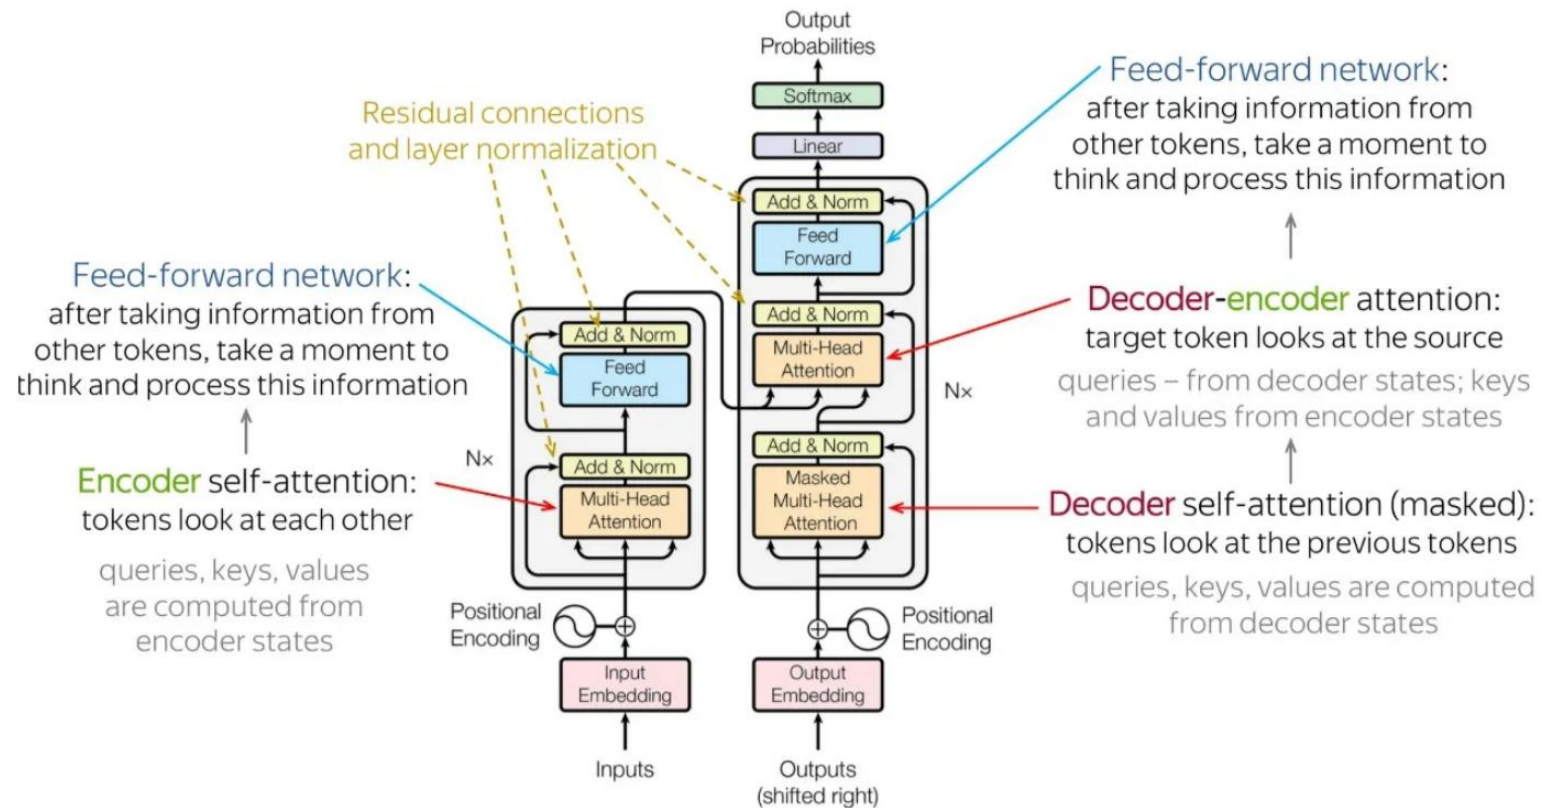 Output
Probabilities
Softmax
Linear
Add & Norm
Feed
Forward
Add & Norm
Multi-Head
Attention
Add & Norm
Masked
Multi-Head
Attention
Nx
Positional
Encoding
Output
Embedding
Outputs
(shifted right)
Residual connections
and layer normalization
Feed-forward network:
after taking information from
other tokens, take a moment to
think and process this information
Encoder self-attention:
tokens look at each other
queries, keys, values
are computed from
encoder states
Nx
Add & Norm
Feed
Forward
Add & Norm
Multi-Head
Attention
Positional
Encoding
Input
Embedding
Inputs
Feed-forward network:
after taking information from
other tokens, take a moment to
think and process this information
Decoder-encoder attention:
target token looks at the source
queries – from decoder states; keys
and values from encoder states
Decoder self-attention (masked):
tokens look at the previous tokens
queries, keys, values are computed
from decoder states